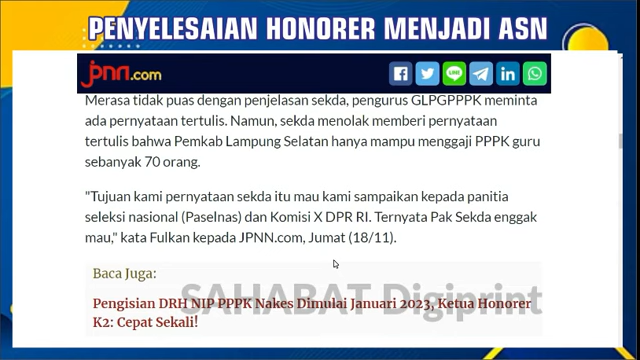 PENYELESAIAN HONORER MENJADI ASN
jpnn.com
Merasa tidak puas dengan penjelasan sekda, pengurus GLPGPPPK meminta
ada pernyataan tertulis. Namun, sekda menolak memberi pernyataan
tertulis bahwa Pemkab Lampung Selatan hanya mampu menggaji PPPK guru
sebanyak 70 orang.
"Tujuan kami pernyataan sekda itu mau kami sampaikan kepada panitia
seleksi nasional (Paselnas) dan Komisi X DPR RI. Ternyata Pak Sekda enggak
mau," kata Fulkan kepada JPNN.com, Jumat (18/11).
Baca Juga:
SAHABAT Digiprint
Pengisian DRH NIP PPPK Nakes Dimulai Januari 2023, Ketua Honorer
K2: Cepat Sekali!